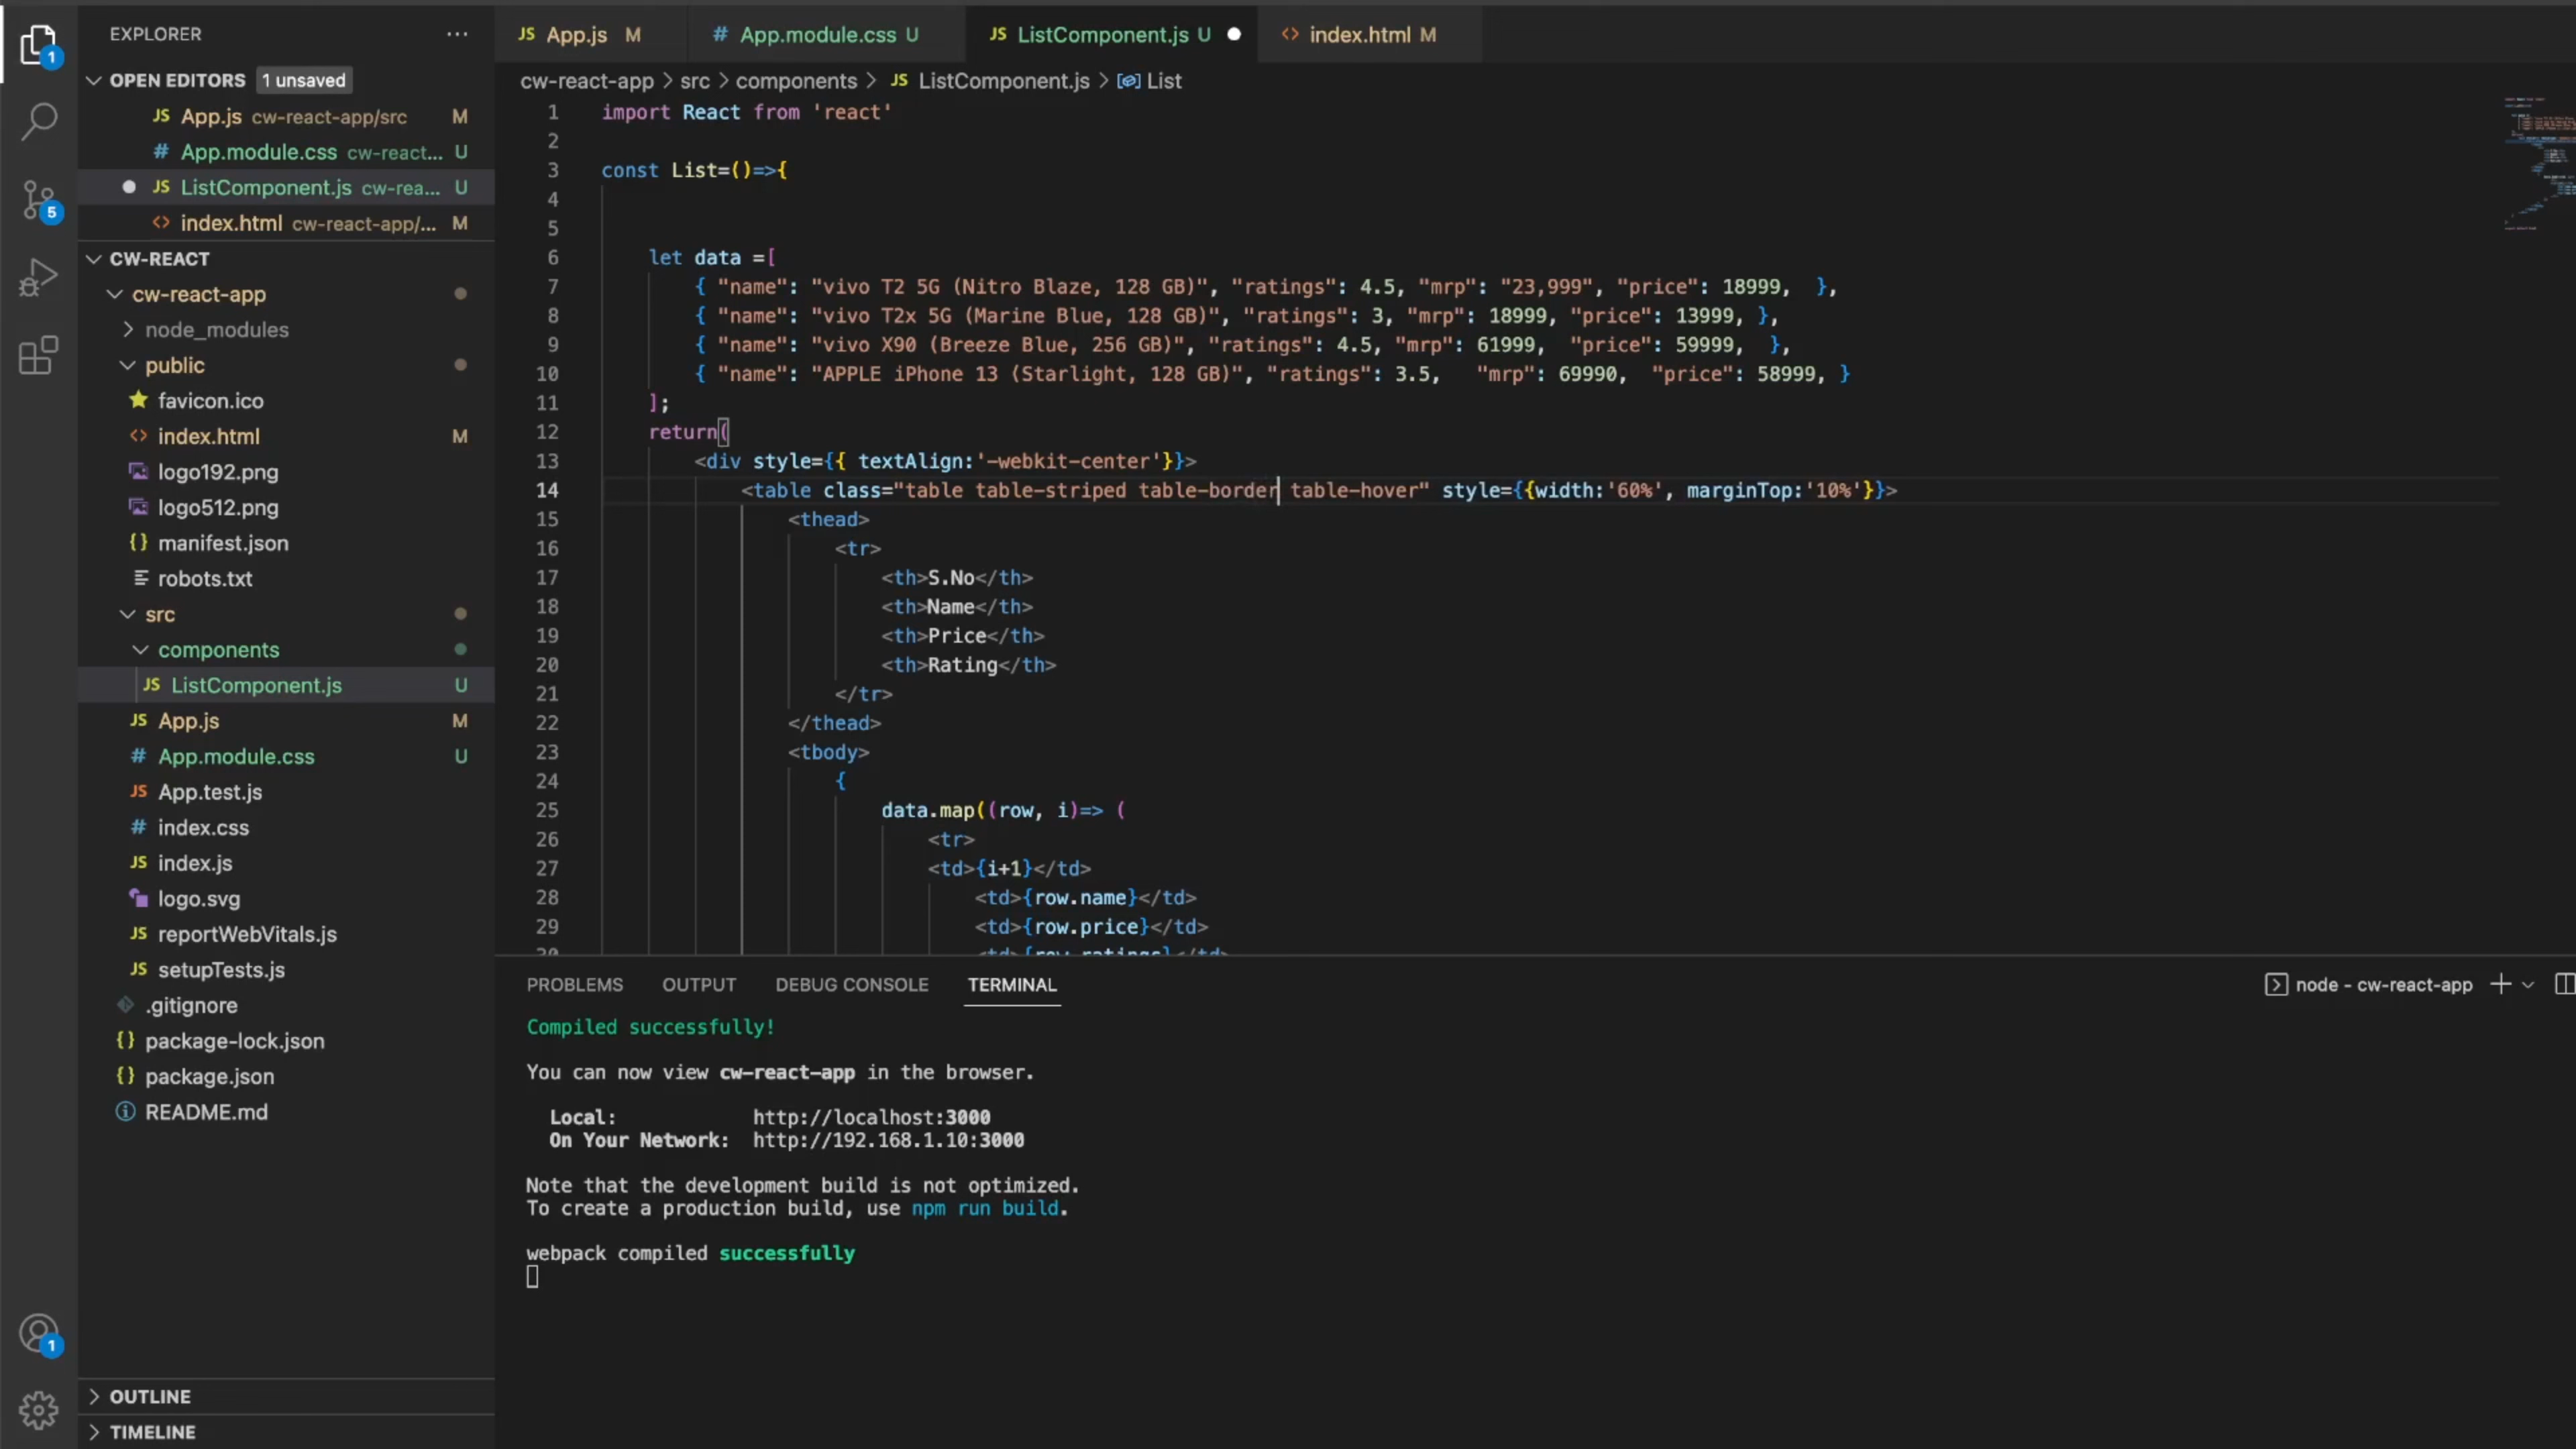 EXPLORER
OPEN EDITORS 1 unsaved
JS App.js cw-react-app/src M
# App.module.css cw-react... U
JS ListComponent.js cw-rea... U
<> index.html cw-react-app/... M
CW-REACT
cw-react-app
node_modules
public
favicon.ico
<> index.html M
logo192.png
logo512.png
{} manifest.json
robots.txt
src
components
JS ListComponent.js U
JS App.js M
# App.module.css U
JS App.test.js
# index.css
JS index.js
logo.svg
JS reportWebVitals.js
JS setupTests.js
.gitignore
{} package-lock.json
{} package.json
README.md
OUTLINE
TIMELINE
1
5
1
JS App.js M # App.module.css U JS ListComponent.js U <> index.html M
cw-react-app > src > components > JS ListComponent.js > List
1 import React from 'react'
2
3 const List=()=>{
4
5
6 let data =[
7 { "name": "vivo T2 5G (Nitro Blaze, 128 GB)", "ratings": 4.5, "mrp": "23,999", "price": 18999, },
8 { "name": "vivo T2x 5G (Marine Blue, 128 GB)", "ratings": 3, "mrp": 18999, "price": 13999, },
9 { "name": "vivo X90 (Breeze Blue, 256 GB)", "ratings": 4.5, "mrp": 61999, "price": 59999, },
10 { "name": "APPLE iPhone 13 (Starlight, 128 GB)", "ratings": 3.5, "mrp": 69990, "price": 58999, }
11 ];
12 return(
13 <div style={{ textAlign:'-webkit-center'}}>
14 <table class="table table-striped table-border table-hover" style={{width:'60%', marginTop:'10%'}}>
15 <thead>
16 <tr>
17 <th>S.No</th>
18 <th>Name</th>
19 <th>Price</th>
20 <th>Rating</th>
21 </tr>
22 </thead>
23 <tbody>
24 {
25 data.map((row, i)=> (
26 <tr>
27 <td>{i+1}</td>
28 <td>{row.name}</td>
29 <td>{row.price}</td>
30 <td>{row.ratings}</td>
PROBLEMS OUTPUT DEBUG CONSOLE TERMINAL node - cw-react-app
Compiled successfully!
You can now view cw-react-app in the browser.
Local: http://localhost:3000
On Your Network: http://192.168.1.10:3000
Note that the development build is not optimized.
To create a production build, use npm run build.
webpack compiled successfully